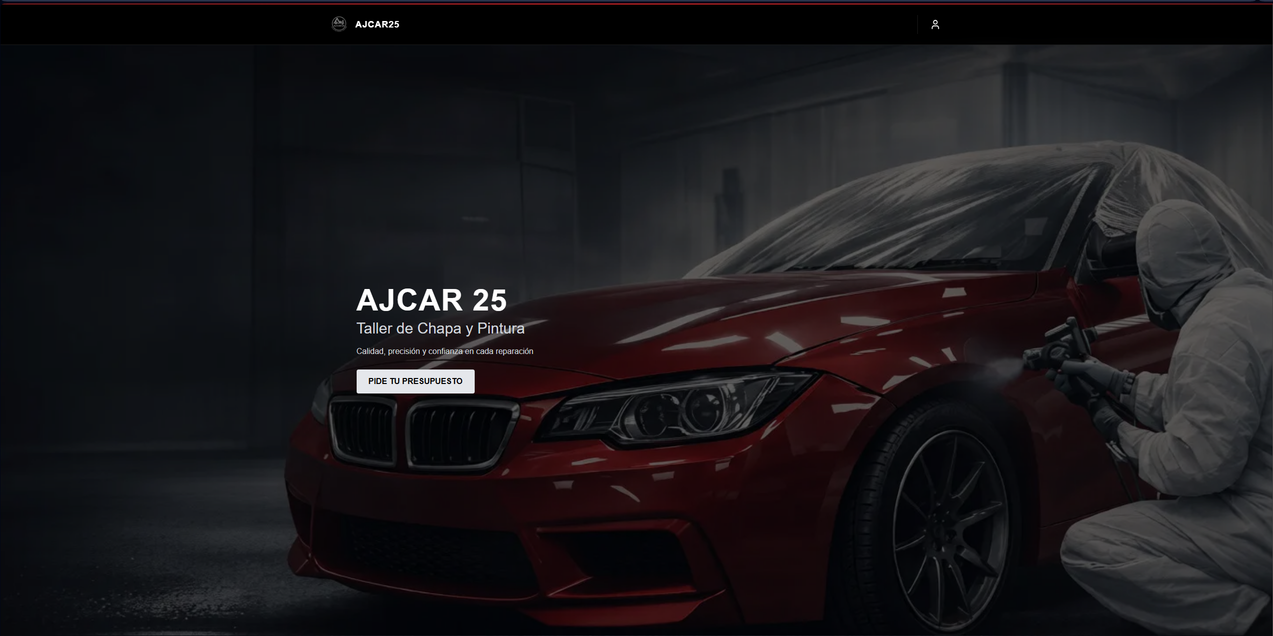 AJCAR25
AJCAR 25
Taller de Chapa y Pintura
Calidad, precisión y confianza en cada reparación
PIDE TU PRESUPUESTO